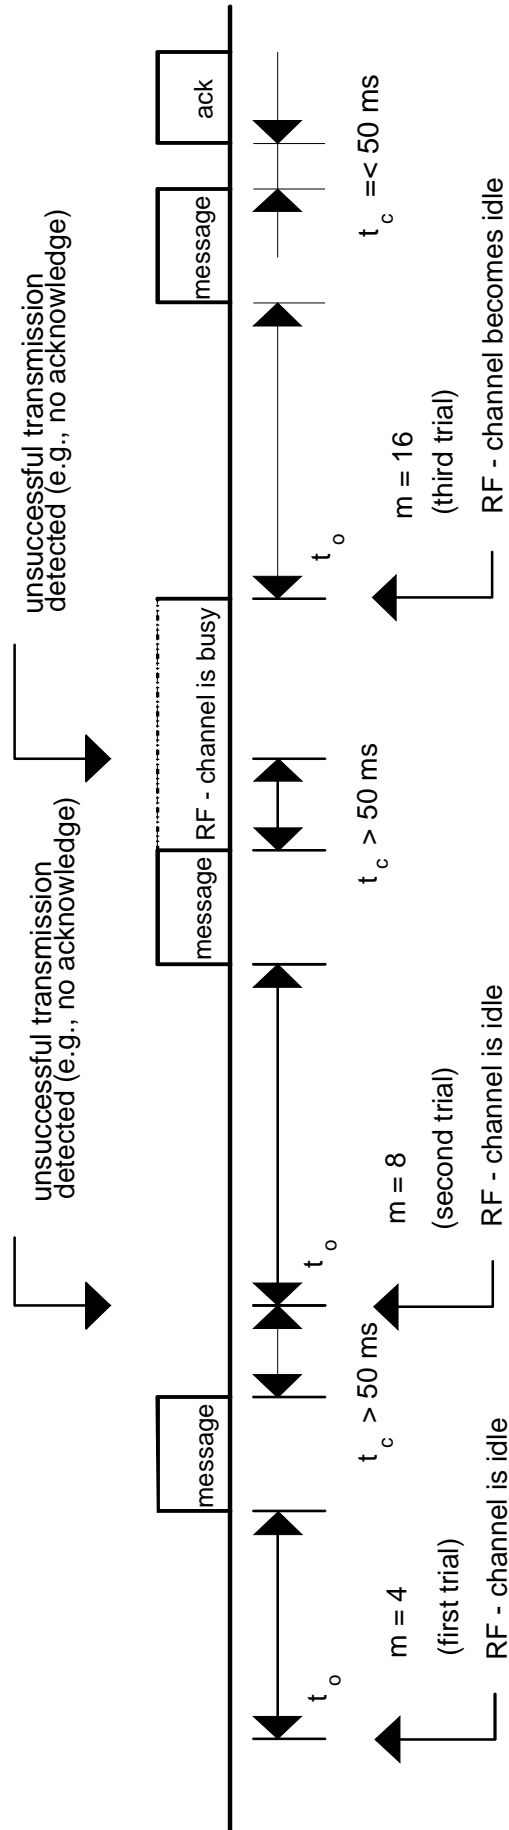 unsuccessful transmission
detected (e.g., no acknowledge)
unsuccessful transmission
detected (e.g., no acknowledge)
message
message
RF - channel is busy
message
ack
t o
t c > 50 ms
t o
t c > 50 ms
t o
t c =< 50 ms
m = 4
(first trial)
RF - channel is idle
m = 8
(second trial)
RF - channel is idle
m = 16
(third trial)
RF - channel becomes idle